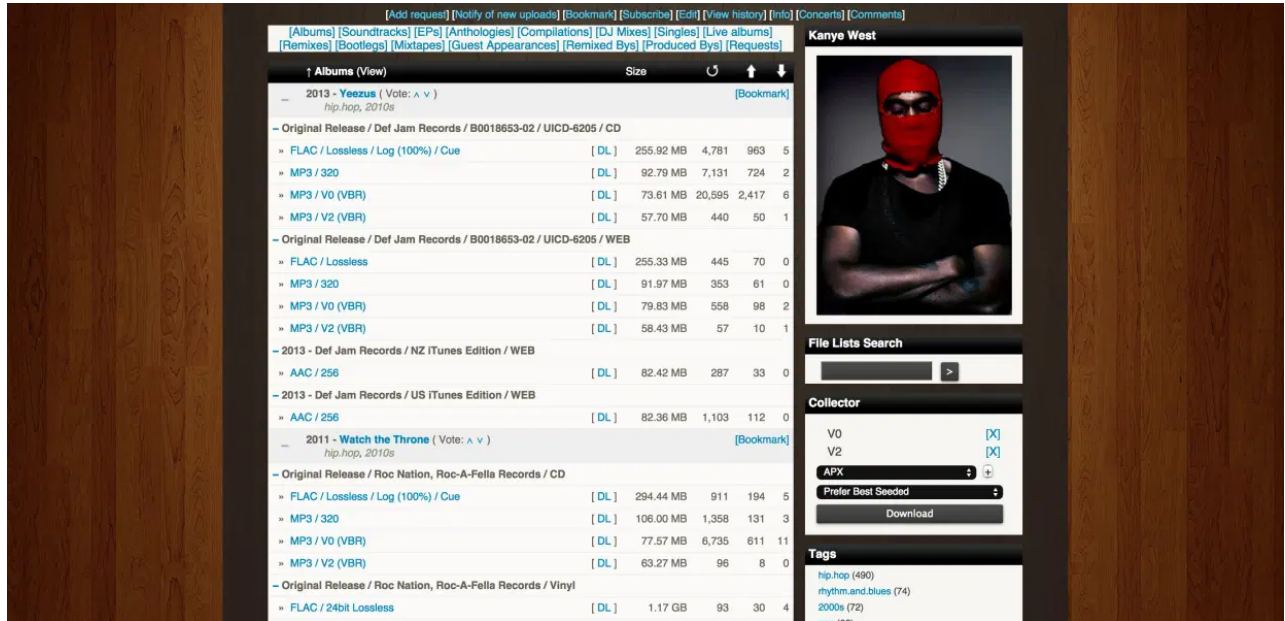 [Add request] [Notify of new uploads] [Bookmark] [Subscribe] [Edit] [View history] [Info] [Concerts] [Comments]
[Albums] [Soundtracks] [EPs] [Anthologies] [Compilations] [DJ Mixes] [Singles] [Live albums]
[Remixes] [Bootlegs] [Mixtapes] [Guest Appearances] [Remixed Bys] [Produced Bys] [Requests]
↑ Albums (View) Size
2013 - Yeezus ( Vote: ∧ ∨ ) [Bookmark]
hip.hop, 2010s
– Original Release / Def Jam Records / B0018653-02 / UICD-6205 / CD
» FLAC / Lossless / Log (100%) / Cue [ DL ] 255.92 MB 4,781 963 5
» MP3 / 320 [ DL ] 92.79 MB 7,131 724 2
» MP3 / V0 (VBR) [ DL ] 73.61 MB 20,595 2,417 6
» MP3 / V2 (VBR) [ DL ] 57.70 MB 440 50 1
– Original Release / Def Jam Records / B0018653-02 / UICD-6205 / WEB
» FLAC / Lossless [ DL ] 255.33 MB 445 70 0
» MP3 / 320 [ DL ] 91.97 MB 353 61 0
» MP3 / V0 (VBR) [ DL ] 79.83 MB 558 98 2
» MP3 / V2 (VBR) [ DL ] 58.43 MB 57 10 1
– 2013 - Def Jam Records / NZ iTunes Edition / WEB
» AAC / 256 [ DL ] 82.42 MB 287 33 0
– 2013 - Def Jam Records / US iTunes Edition / WEB
» AAC / 256 [ DL ] 82.36 MB 1,103 112 0
2011 - Watch the Throne ( Vote: ∧ ∨ ) [Bookmark]
hip.hop, 2010s
– Original Release / Roc Nation, Roc-A-Fella Records / CD
» FLAC / Lossless / Log (100%) / Cue [ DL ] 294.44 MB 911 194 5
» MP3 / 320 [ DL ] 106.00 MB 1,358 131 3
» MP3 / V0 (VBR) [ DL ] 77.57 MB 6,735 611 11
» MP3 / V2 (VBR) [ DL ] 63.27 MB 96 8 0
– Original Release / Roc Nation, Roc-A-Fella Records / Vinyl
» FLAC / 24bit Lossless [ DL ] 1.17 GB 93 30 4
Kanye West
File Lists Search
>
Collector
V0 [X]
V2 [X]
APX +
Prefer Best Seeded
Download
Tags
hip.hop (490)
rhythm.and.blues (74)
2000s (72)